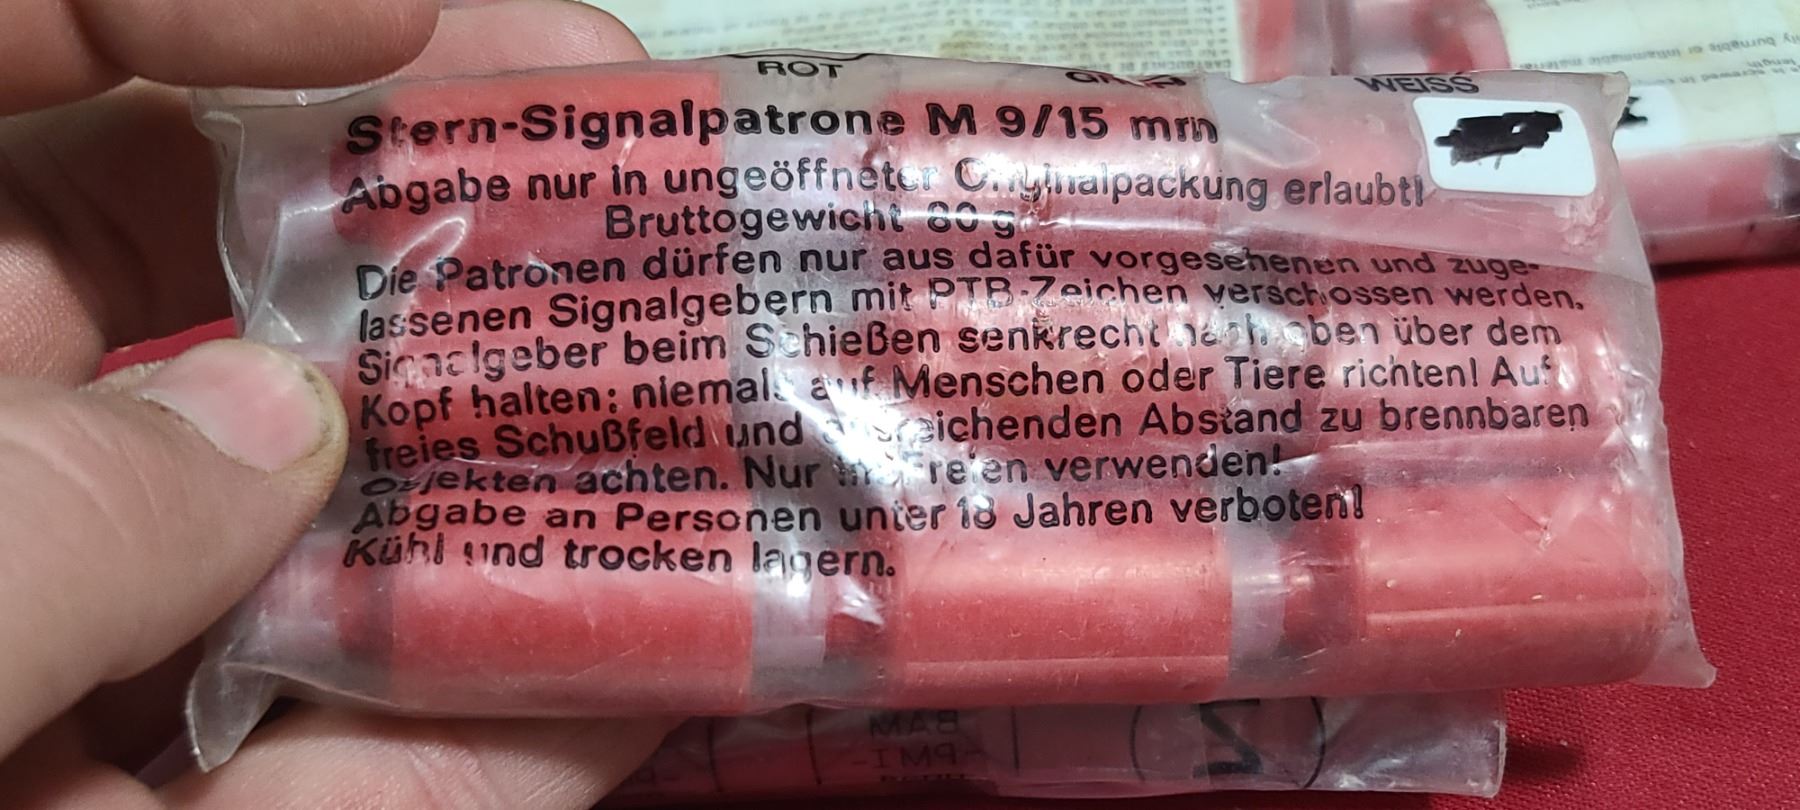 ROT
WEISS
Stern-Signalpatrone M 9/15 mm
Abgabe nur in ungeöffneter Originalpackung erlaubt!
Bruttogewicht 80 g
Die Patronen dürfen nur aus dafür vorgesehenen und zuge-
lassenen Signalgebern mit PTB-Zeichen verschossen werden.
Signalgeber beim Schießen senkrecht nach oben über dem
Kopf halten; niemals auf Menschen oder Tiere richten! Auf
freies Schußfeld und ausreichenden Abstand zu brennbaren
Objekten achten. Nur im Freien verwenden!
Abgabe an Personen unter 18 Jahren verboten!
Kühl und trocken lagern.
BAM
-PMT-